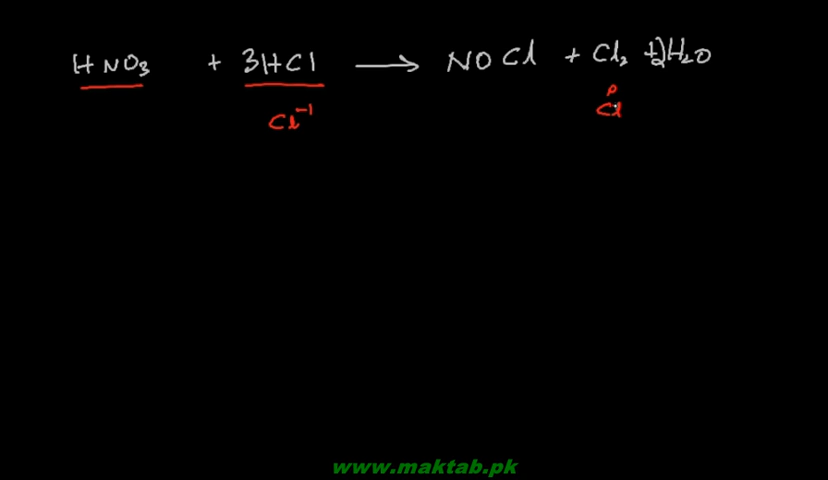 HNO₃ + 3HCl ⟶ NOCl + Cl₂ + 2H₂O
Cl⁻¹ Cl⁰
www.maktab.pk